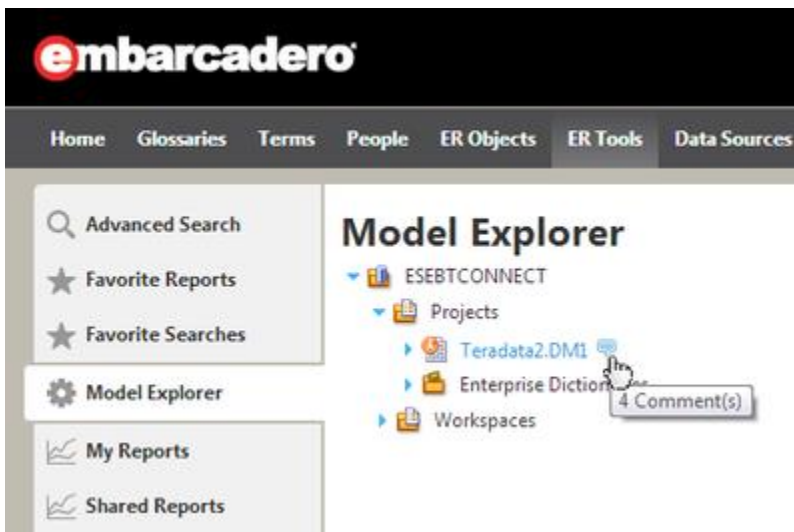 embarcadero
Home Glossaries Terms People ER Objects ER Tools Data Sources
Advanced Search
Favorite Reports
Favorite Searches
Model Explorer
My Reports
Shared Reports
Model Explorer
ESEBTCONNECT
Projects
Teradata2.DM1
Enterprise
4 Comment(s)
Workspaces